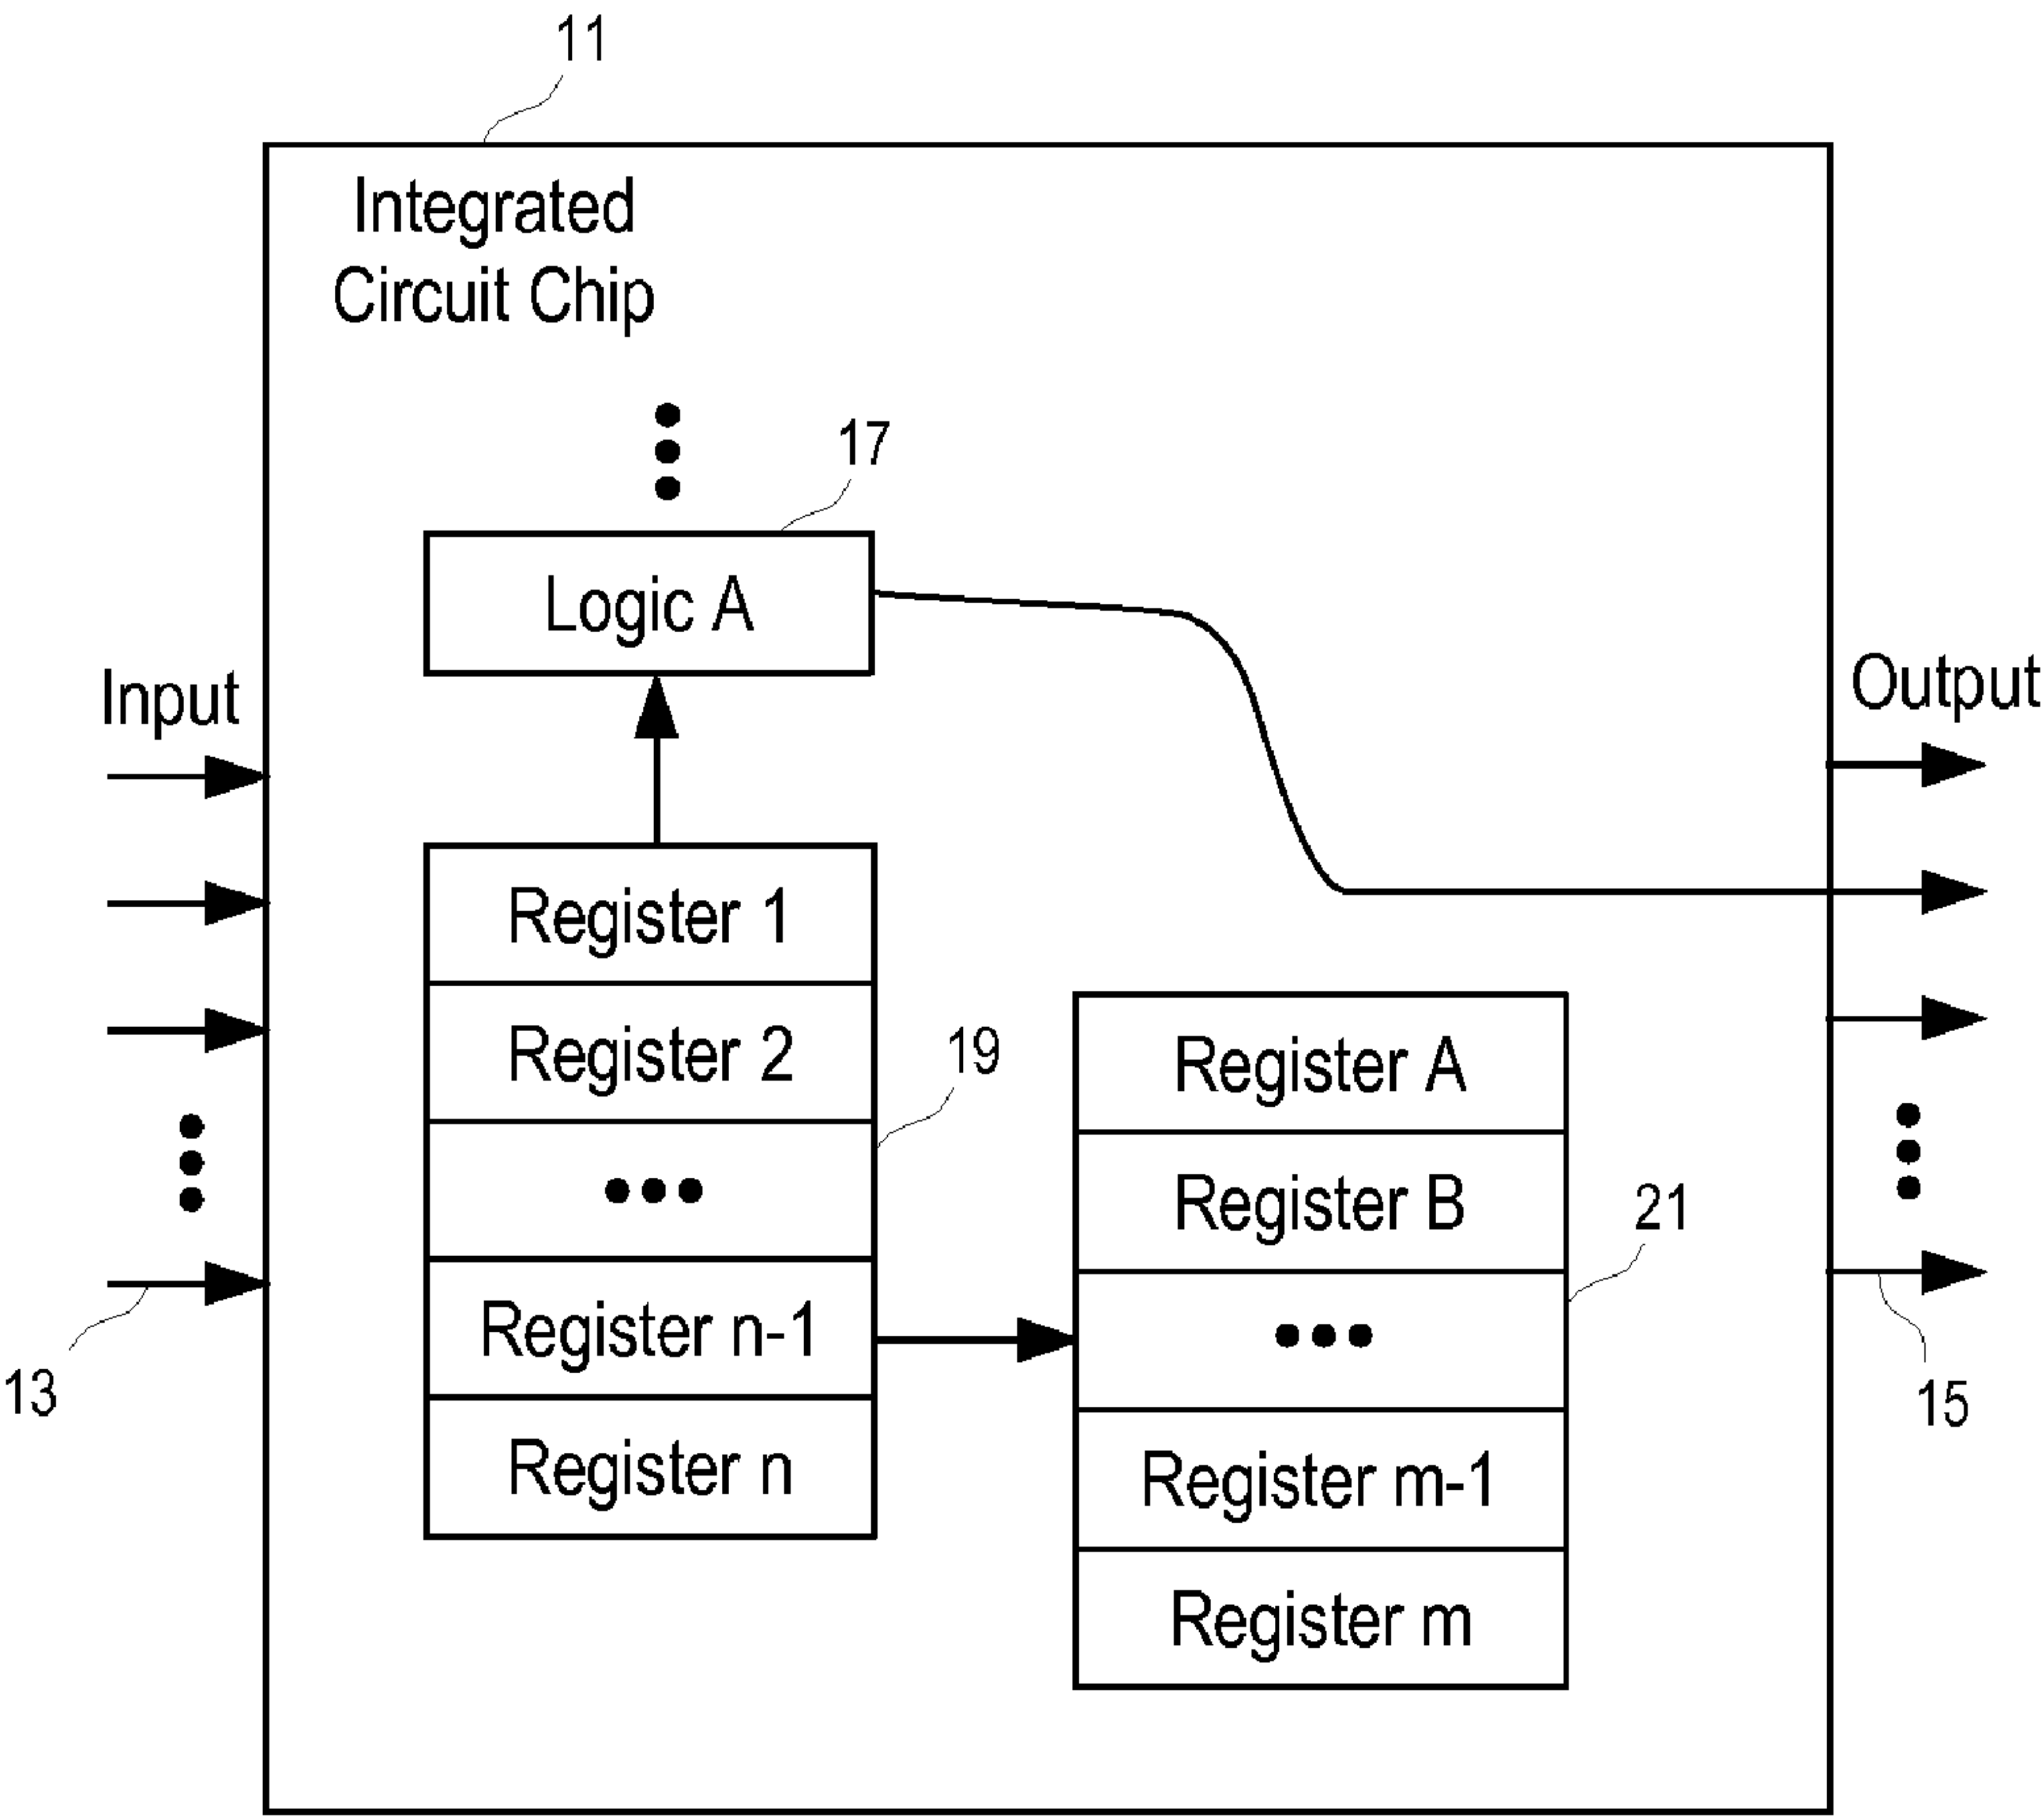 11
Integrated
Circuit Chip
17
Logic A
Input
Output
Register 1
Register 2
19
Register n-1
Register n
Register A
Register B
21
Register m-1
Register m
13
15